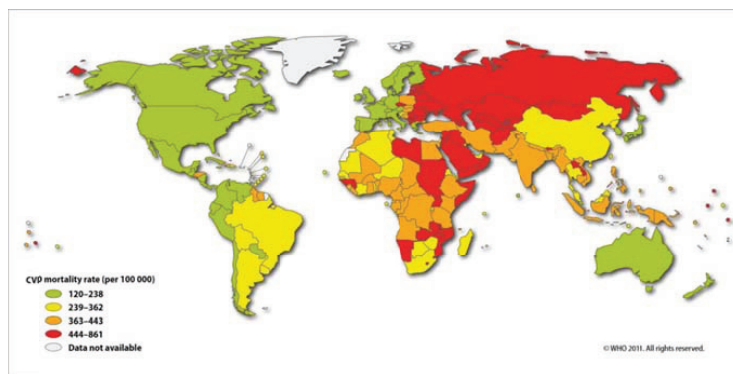 CVD mortality rate (per 100 000)
120–238
239–362
363–443
444–861
Data not available
© WHO 2011. All rights reserved.